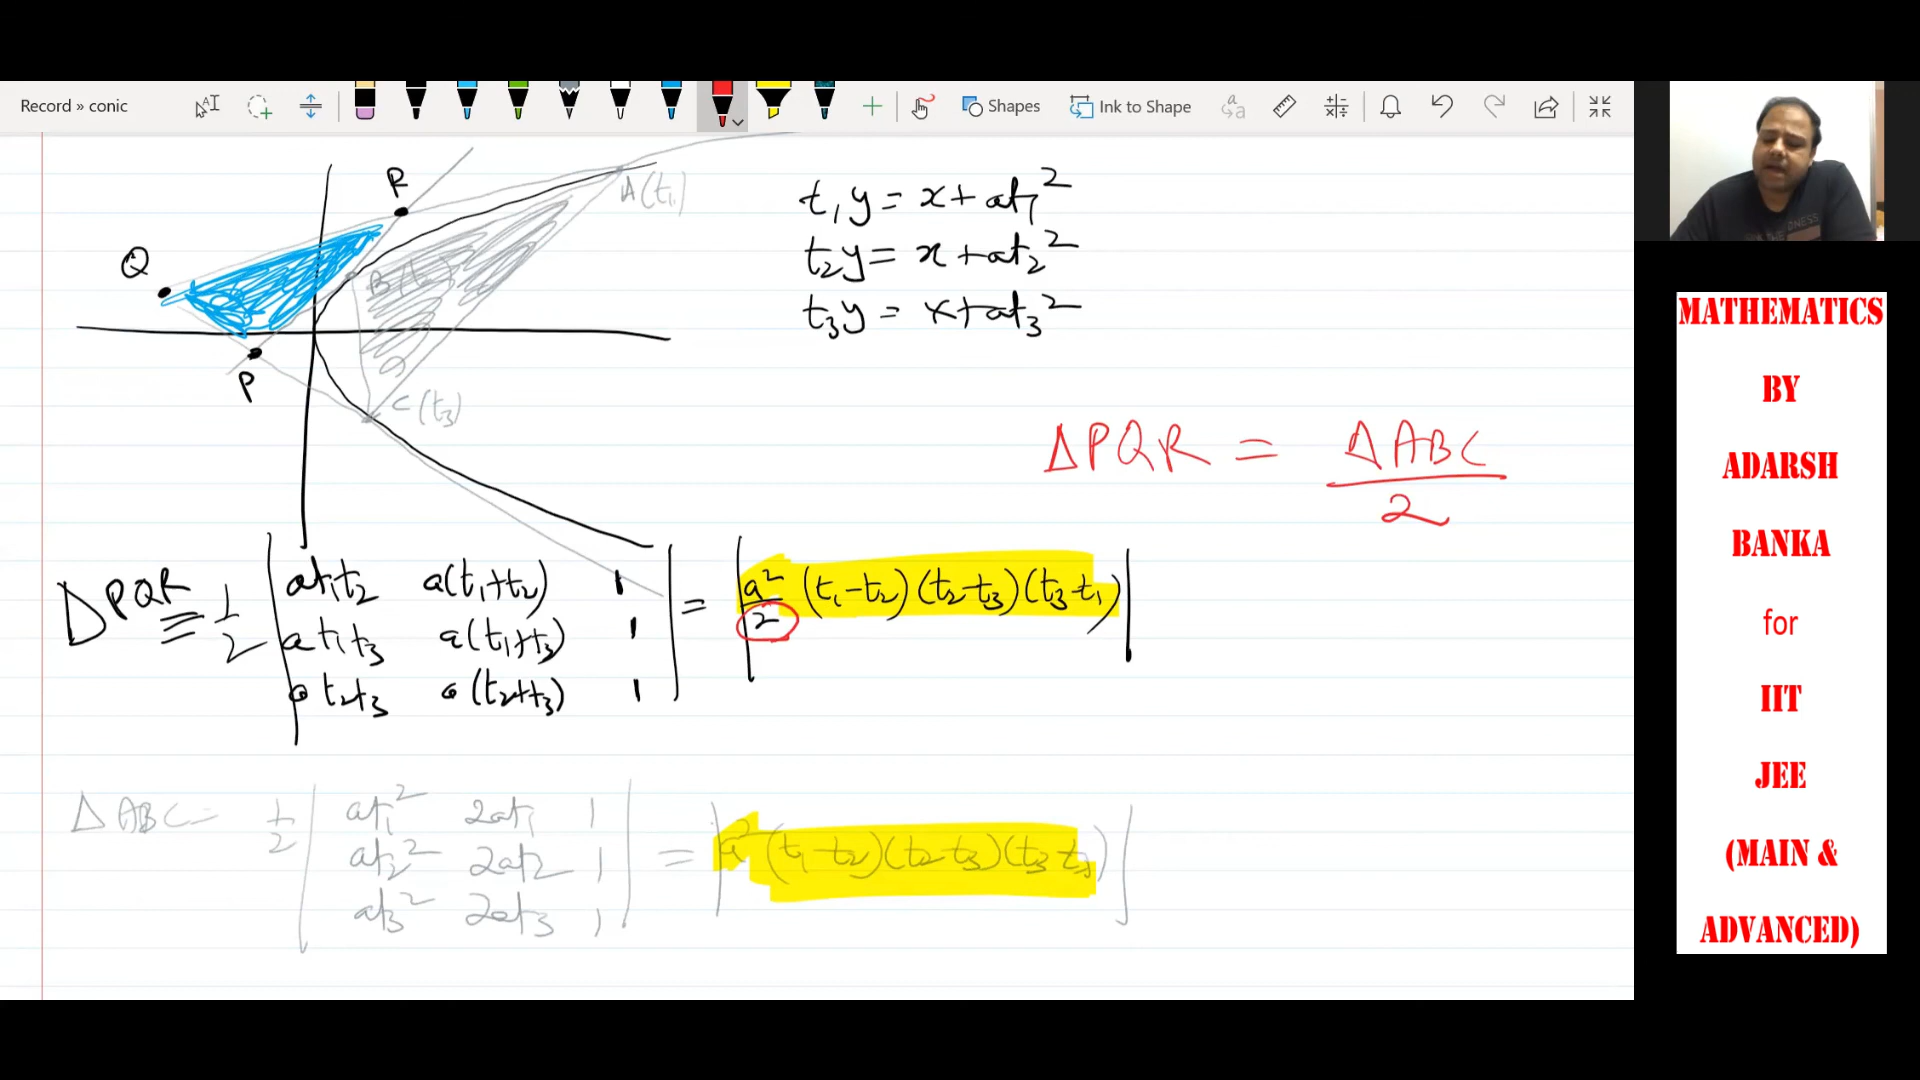 Record » conic
Shapes
Ink to Shape
R
A(t₁)
Q
P
C(t₃)
t₁y = x + at₁²
t₂y = x + at₂²
t₃y = x + at₃²
ΔPQR = ΔABC / 2
ΔPQR = 1/2 | at₁t₂ a(t₁+t₂) 1 | = | a²/2 (t₁-t₂)(t₂-t₃)(t₃-t₁) |
at₁t₃ a(t₁+t₃) 1
a t₂t₃ a(t₂+t₃) 1
ΔABC = 1/2 | at₁² 2at₁ 1 | = | a²(t₁-t₂)(t₂-t₃)(t₃-t₁) |
at₂² 2at₂ 1
at₃² 2at₃ 1
MATHEMATICS
BY
ADARSH
BANKA
for
IIT
JEE
(MAIN &
ADVANCED)